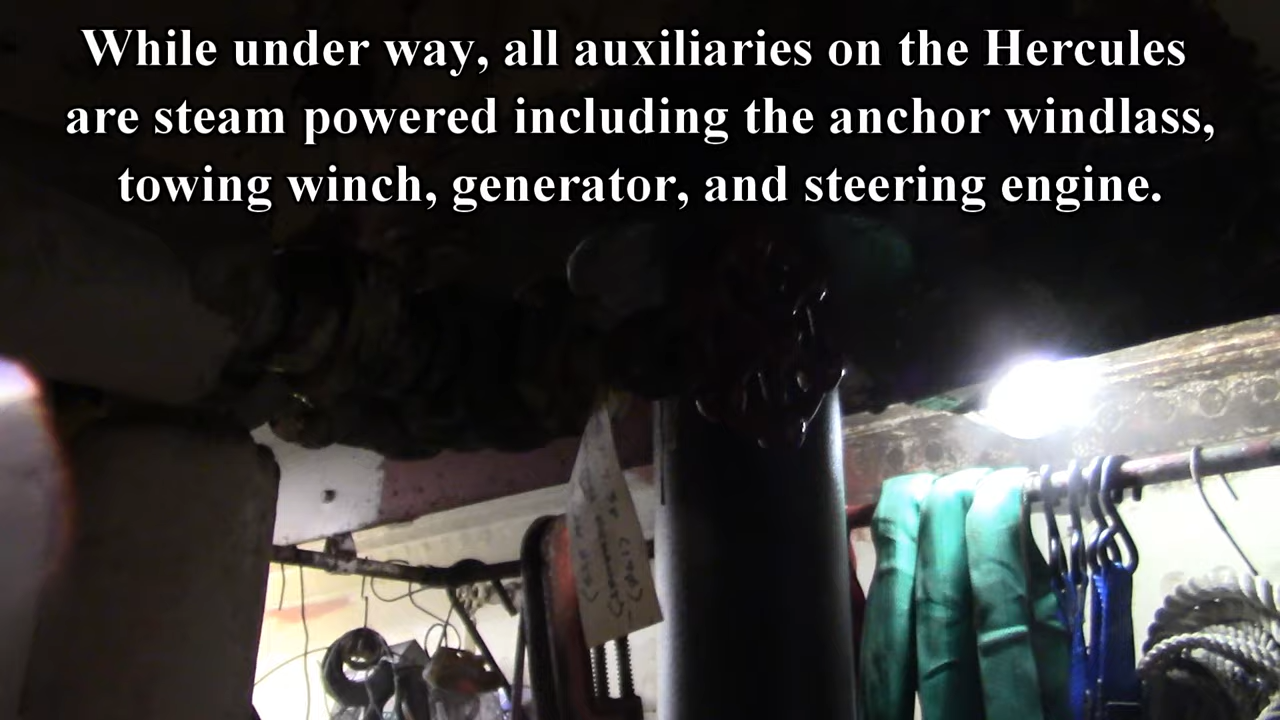 While under way, all auxiliaries on the Hercules
are steam powered including the anchor windlass,
towing winch, generator, and steering engine.